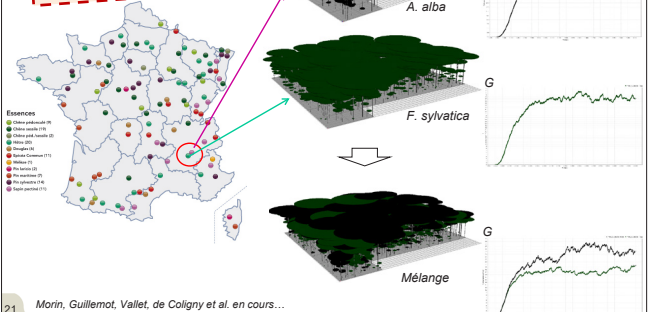 A. alba
F. sylvatica
G
Essences
Chêne pédonculé (9)
Chêne sessile (19)
Chêne péd./sessile (2)
Hêtre (20)
Douglas (6)
Epicéa Commun (11)
Mélèze (1)
Pin laricio (2)
Pin maritime (7)
Pin sylvestre (14)
Sapin pectiné (11)
G
Mélange
21
Morin, Guillemot, Vallet, de Coligny et al. en cours…